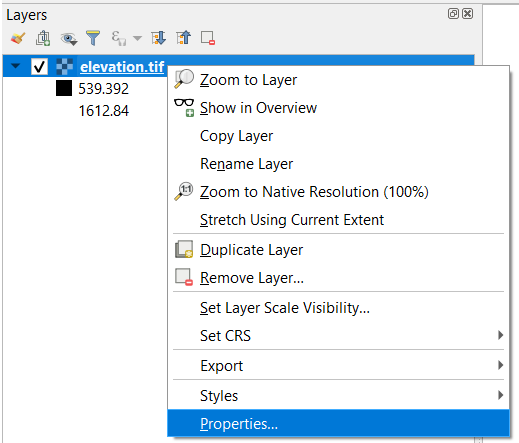 Layers
elevation.tif
539.392
1612.84
Zoom to Layer
Show in Overview
Copy Layer
Rename Layer
1:1 Zoom to Native Resolution (100%)
Stretch Using Current Extent
Duplicate Layer
Remove Layer...
Set Layer Scale Visibility...
Set CRS
Export
Styles
Properties...